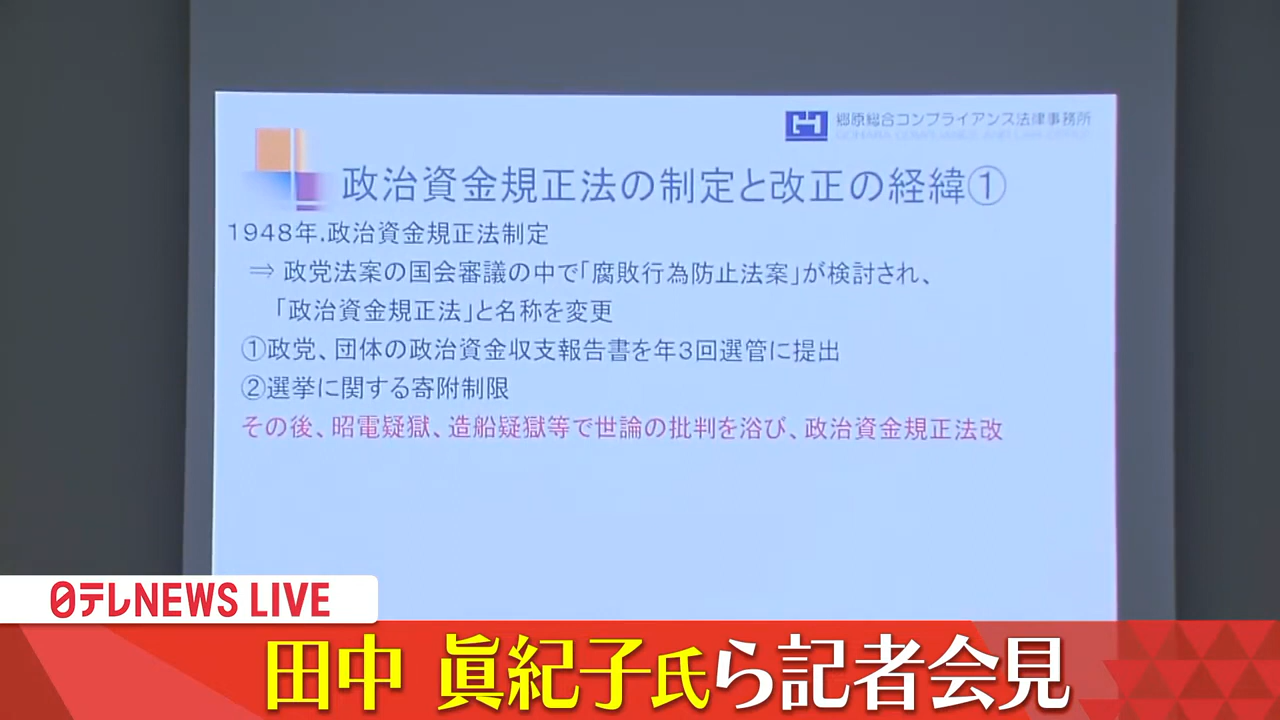 郷原総合コンプライアンス法律事務所
政治資金規正法の制定と改正の経緯①
1948年.政治資金規正法制定
⇒ 政党法案の国会審議の中で「腐敗行為防止法案」が検討され、
「政治資金規正法」と名称を変更
①政党、団体の政治資金収支報告書を年3回選管に提出
②選挙に関する寄附制限
その後、昭電疑獄、造船疑獄等で世論の批判を浴び、政治資金規正法改
日テレNEWS LIVE
田中 眞紀子氏ら記者会見